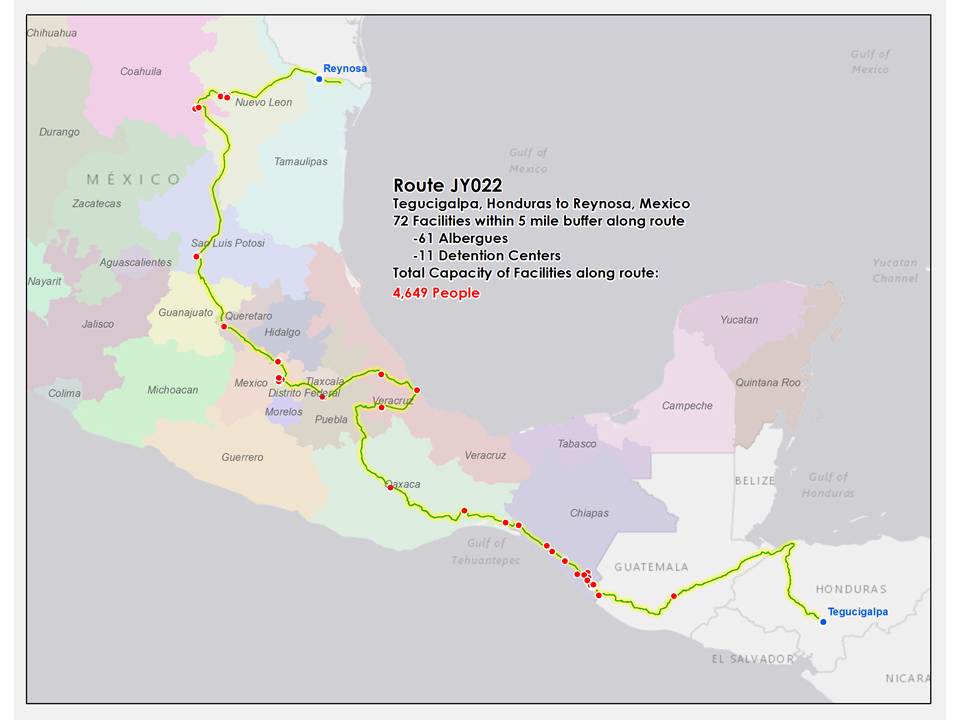 Chihuahua
Coahuila
Reynosa
Gulf of
Mexico
Nuevo Leon
Durango
Tamaulipas
Gulf of
Mexico
MÉXICO
Zacatecas
Route JY022
Tegucigalpa, Honduras to Reynosa, Mexico
72 Facilities within 5 mile buffer along route
-61 Albergues
-11 Detention Centers
Total Capacity of Facilities along route:
4,649 People
San Luis Potosi
Aguascalientes
Yucatan
Channel
Nayarit
Guanajuato
Queretaro
Jalisco
Hidalgo
Yucatan
Mexico
Tlaxcala
Distrito Federal
Michoacan
Colima
Veracruz
Morelos
Puebla
Quintana Roo
Campeche
Guerrero
Veracruz
Tabasco
Oaxaca
BELIZE
Gulf of
Honduras
Chiapas
Gulf of
Tehuantepec
GUATEMALA
HONDURAS
Tegucigalpa
EL SALVADOR
NICARA